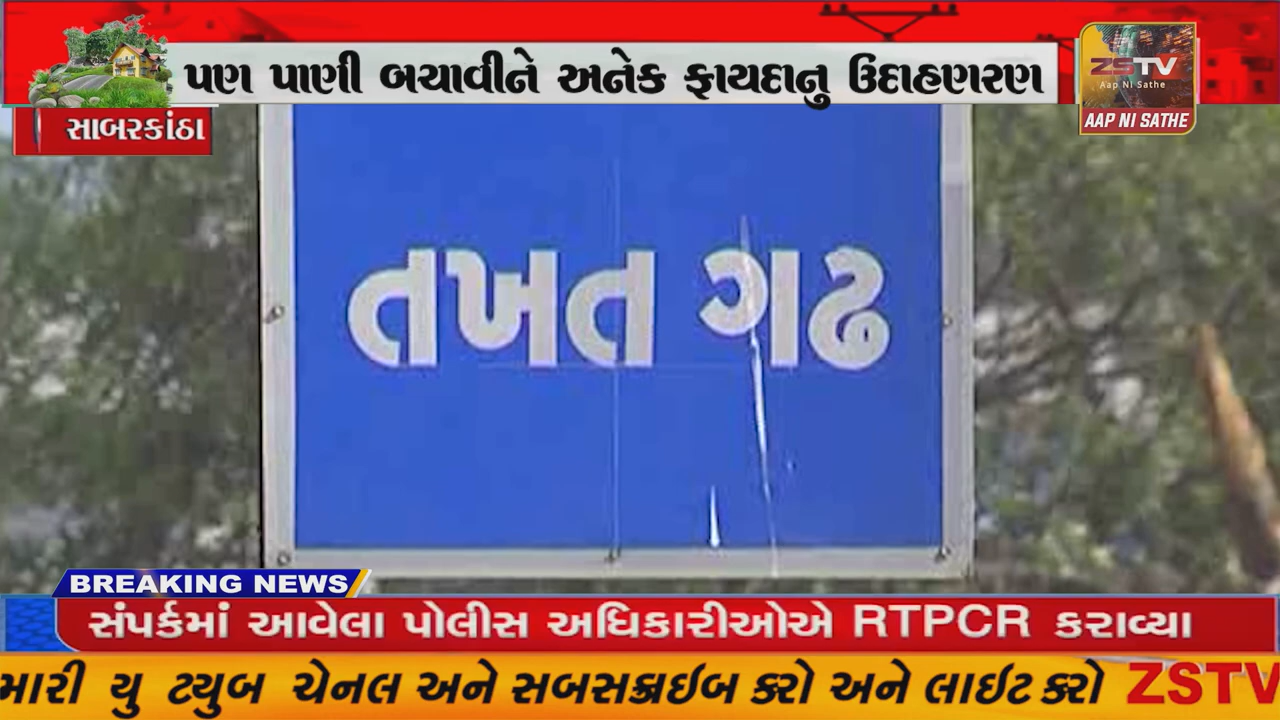 પણ પાણી બચાવીને અનેક ફાયદાનુ ઉદાહણરણ
ZSTV
Aap Ni Sathe
AAP NI SATHE
સાબરકાંઠા
તખત ગઢ
BREAKING NEWS
સંપર્કમાં આવેલા પોલીસ અધિકારીઓએ RTPCR કરાવ્યા
મારી યુ ટ્યુબ ચેનલ અને સબસક્રાઇબ કરો અને લાઇટ કરો ZSTV